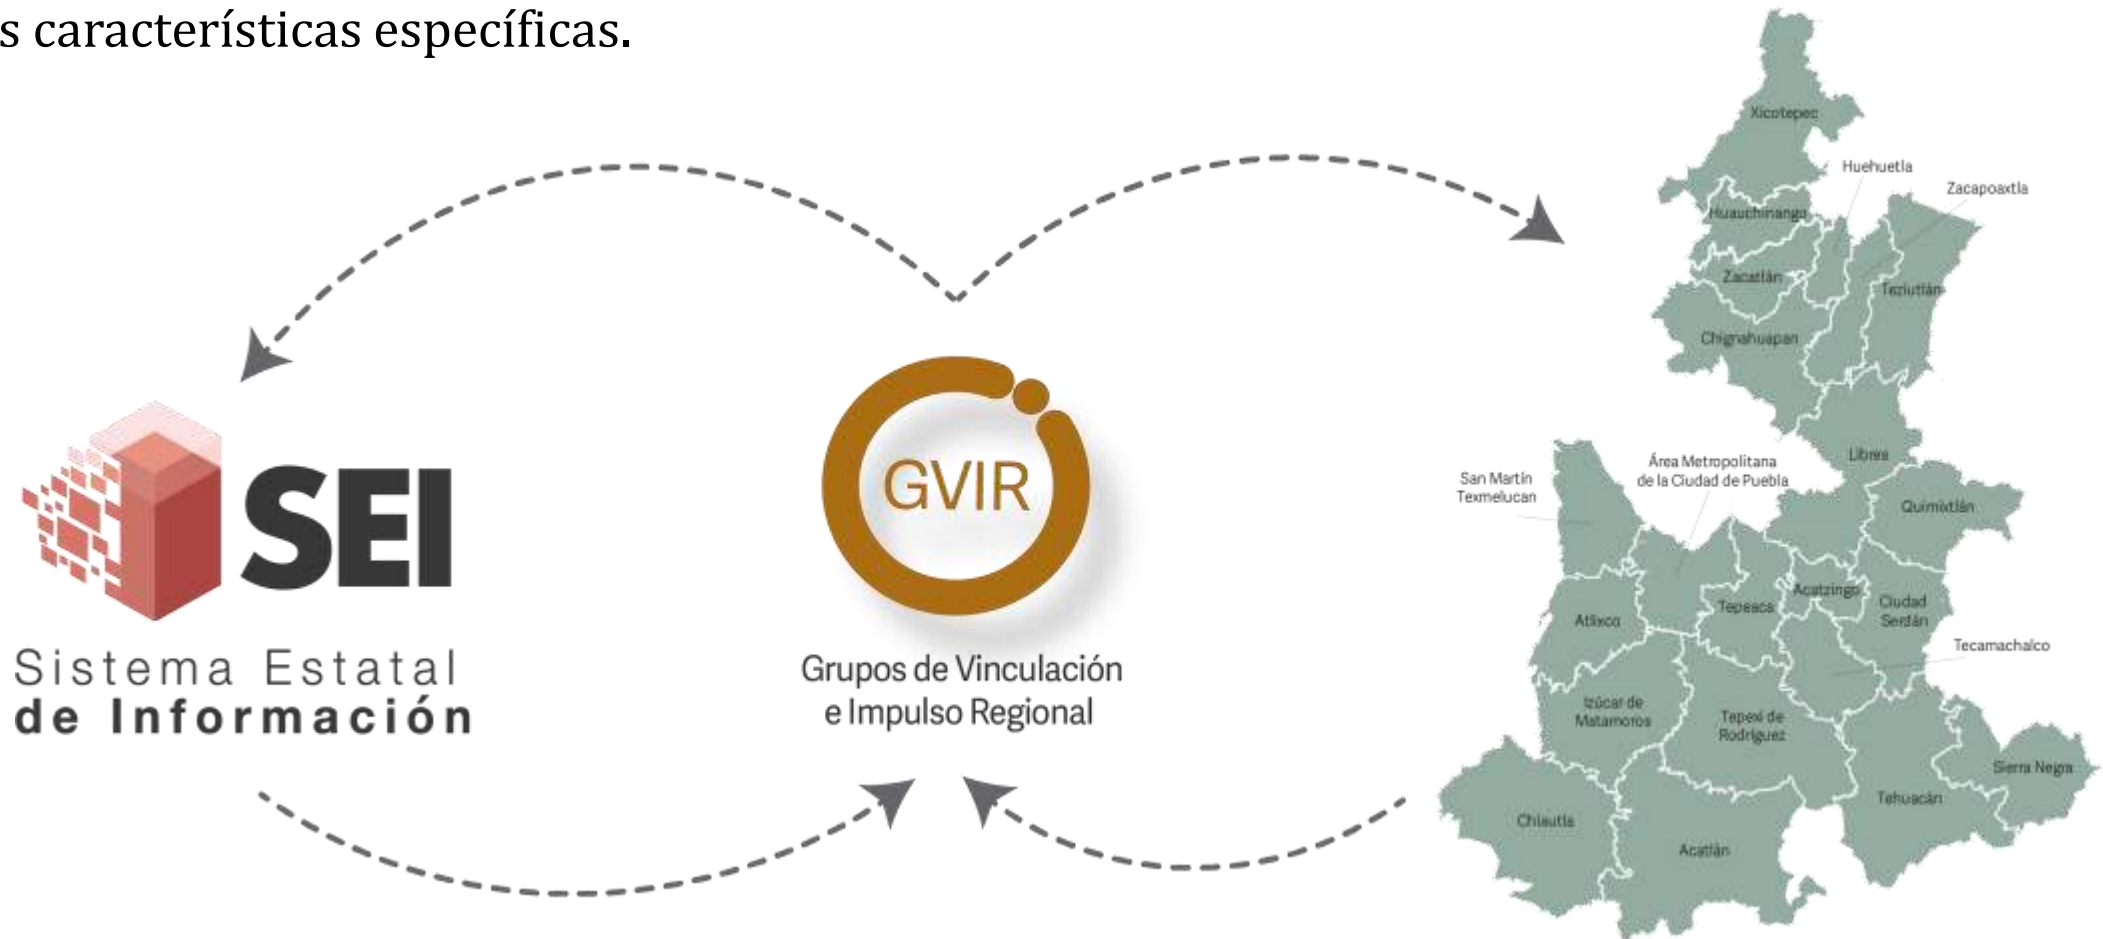 s características específicas.
Xicotepec
Huehuetla
Zacapoaxtla
Huauchinango
Zacatlán
Teziutlán
Chignahuapan
Libres
San Martín
Texmelucan
Área Metropolitana
de la Ciudad de Puebla
Quimixtlán
Acatzingo
Tepeaca
Ciudad
Serdán
Atlixco
Tecamachalco
Izúcar de
Matamoros
Tepexi de
Rodríguez
Sierra Negra
Tehuacán
Chiautla
Acatlán
SEI
Sistema Estatal
de Información
GVIR
Grupos de Vinculación
e Impulso Regional